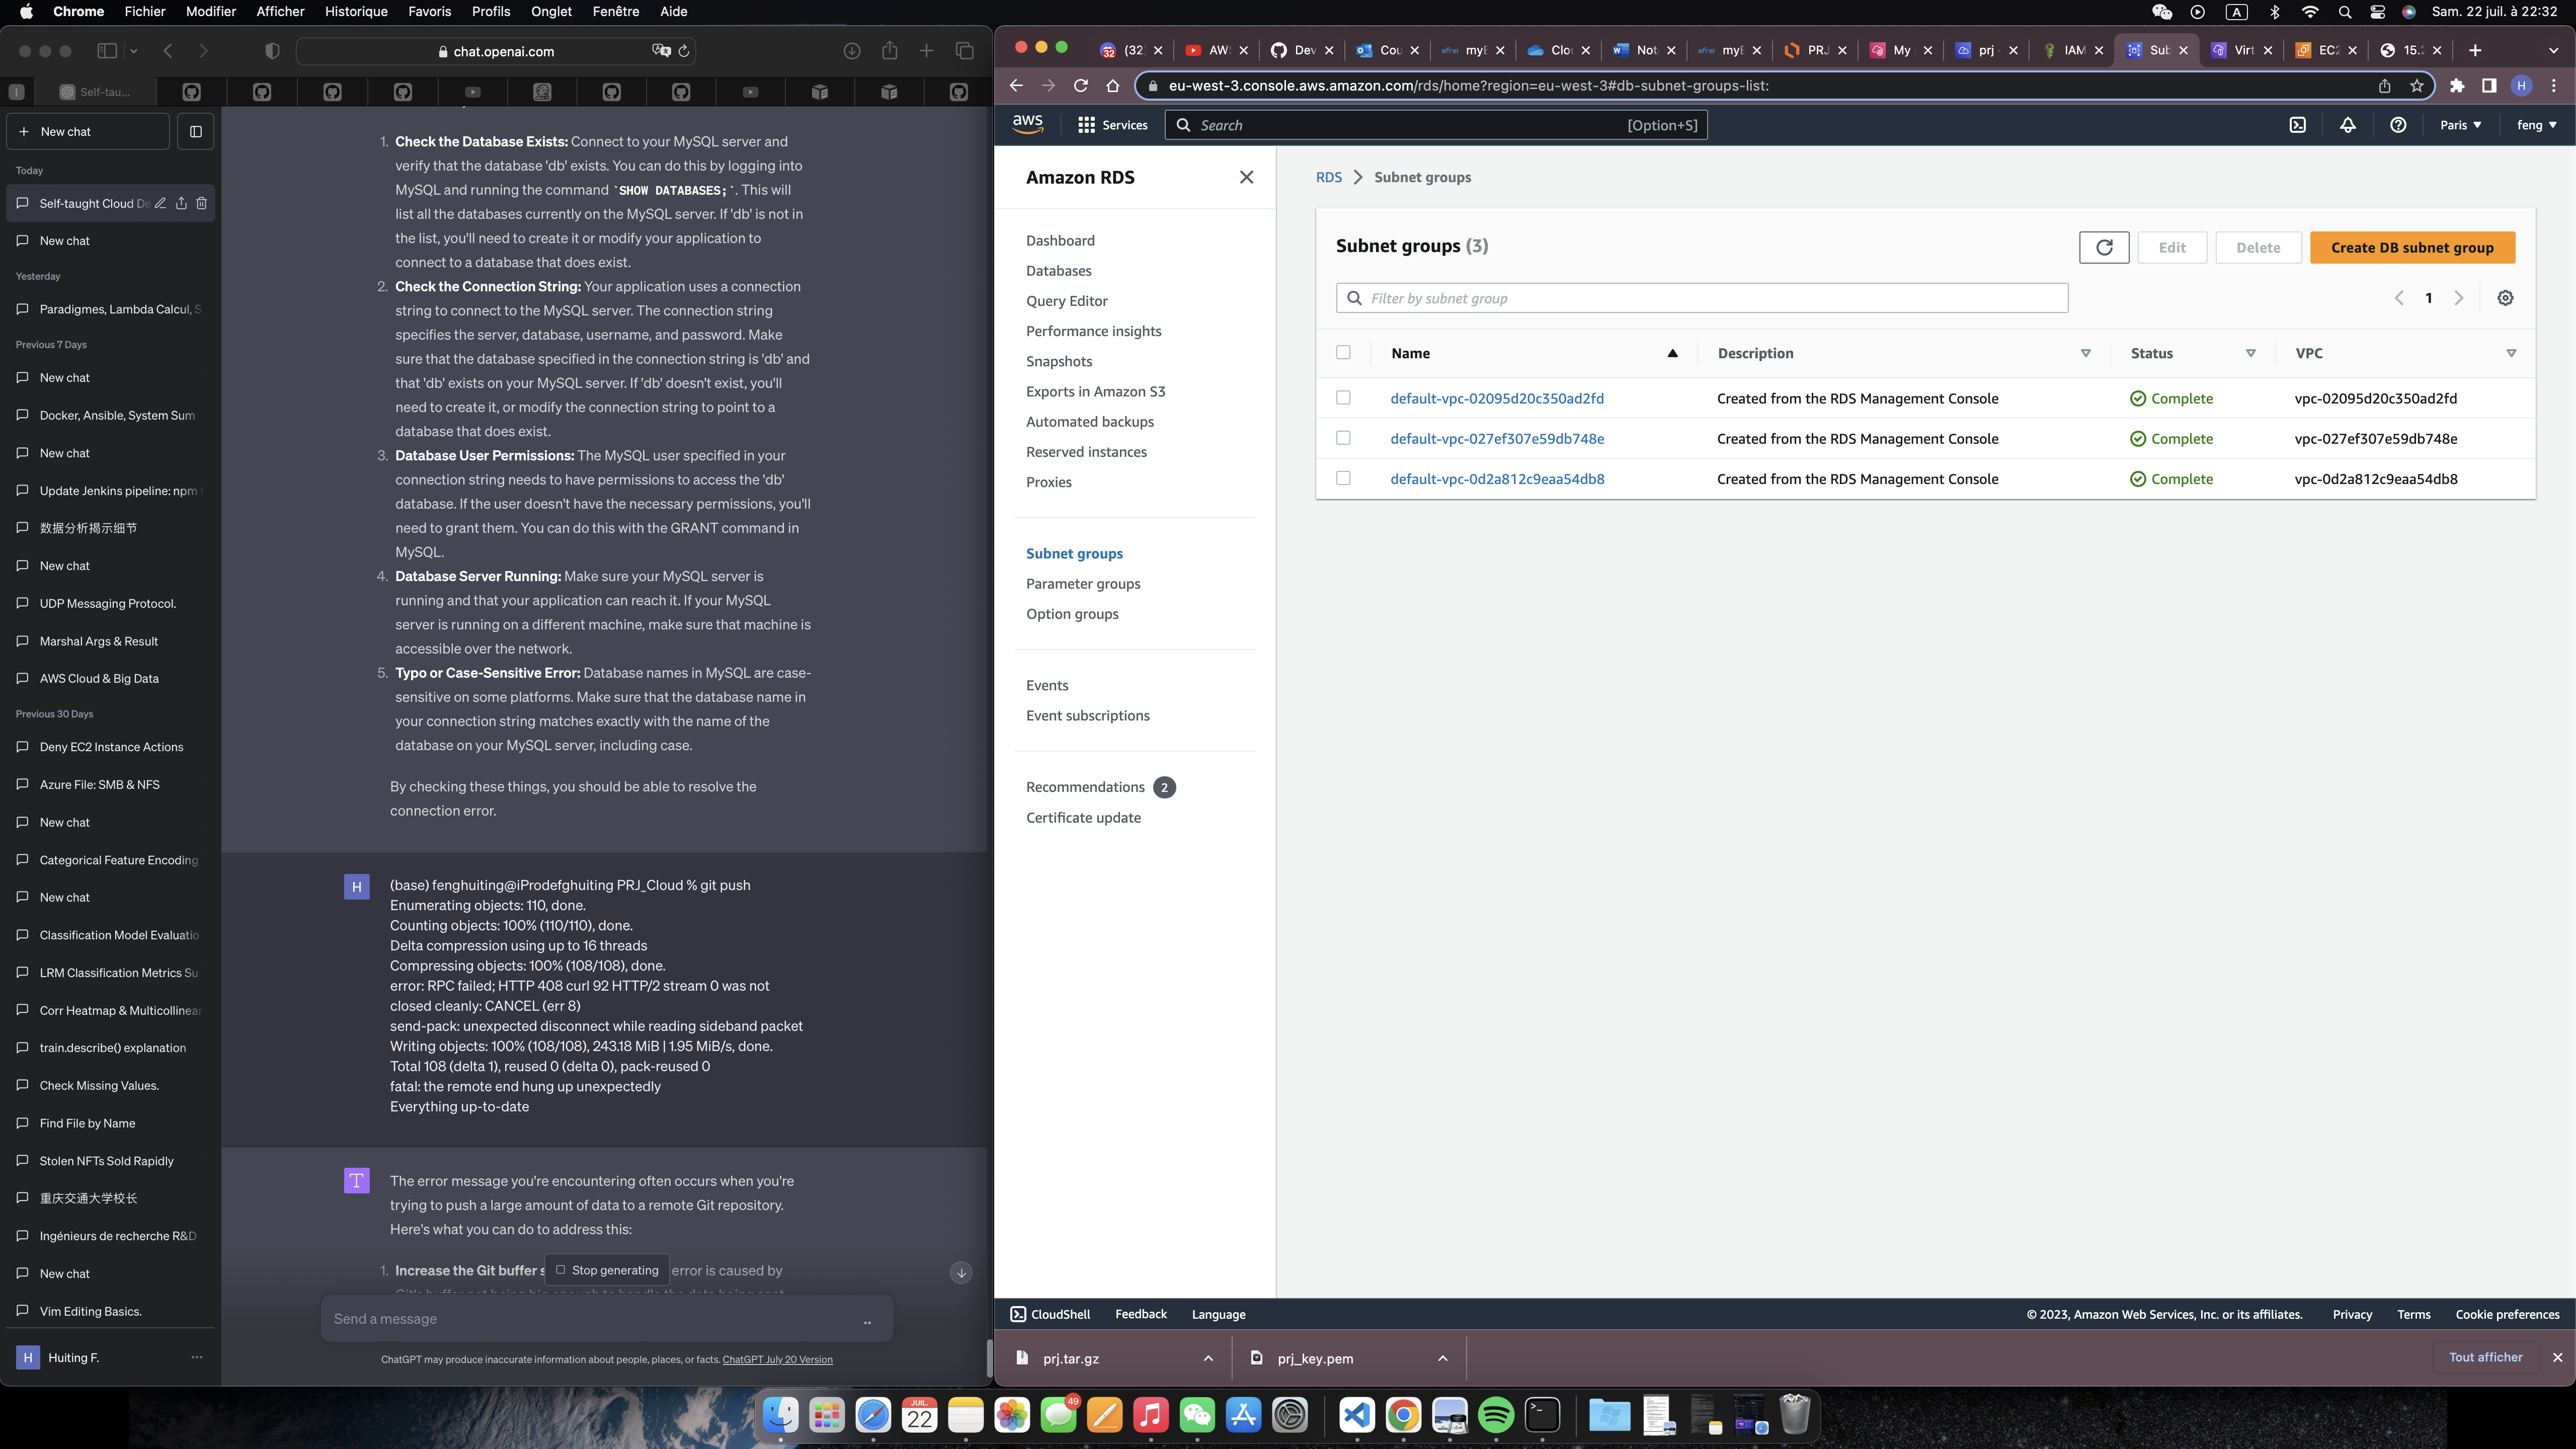 Chrome Fichier Modifier Afficher Historique Favoris Profils Onglet Fenêtre Aide
A
Sam. 22 juil. à 22:32
chat.openai.com
Self-tau...
New chat
Today
Self-taught Cloud De
New chat
Yesterday
Paradigmes, Lambda Calcul, S
Previous 7 Days
New chat
Docker, Ansible, System Sum
New chat
Update Jenkins pipeline: npm
数据分析揭示细节
New chat
UDP Messaging Protocol.
Marshal Args & Result
AWS Cloud & Big Data
Previous 30 Days
Deny EC2 Instance Actions
Azure File: SMB & NFS
New chat
Categorical Feature Encoding
New chat
Classification Model Evaluatio
LRM Classification Metrics Su
Corr Heatmap & Multicollinear
train.describe() explanation
Check Missing Values.
Find File by Name
Stolen NFTs Sold Rapidly
重庆交通大学校长
Ingénieurs de recherche R&D
New chat
Vim Editing Basics.
H Huiting F.
1. Check the Database Exists: Connect to your MySQL server and
verify that the database 'db' exists. You can do this by logging into
MySQL and running the command `SHOW DATABASES;`. This will
list all the databases currently on the MySQL server. If 'db' is not in
the list, you'll need to create it or modify your application to
connect to a database that does exist.
2. Check the Connection String: Your application uses a connection
string to connect to the MySQL server. The connection string
specifies the server, database, username, and password. Make
sure that the database specified in the connection string is 'db' and
that 'db' exists on your MySQL server. If 'db' doesn't exist, you'll
need to create it, or modify the connection string to point to a
database that does exist.
3. Database User Permissions: The MySQL user specified in your
connection string needs to have permissions to access the 'db'
database. If the user doesn't have the necessary permissions, you'll
need to grant them. You can do this with the GRANT command in
MySQL.
4. Database Server Running: Make sure your MySQL server is
running and that your application can reach it. If your MySQL
server is running on a different machine, make sure that machine is
accessible over the network.
5. Typo or Case-Sensitive Error: Database names in MySQL are case-
sensitive on some platforms. Make sure that the database name in
your connection string matches exactly with the name of the
database on your MySQL server, including case.
By checking these things, you should be able to resolve the
connection error.
H
(base) fenghuiting@iProdefghuiting PRJ_Cloud % git push
Enumerating objects: 110, done.
Counting objects: 100% (110/110), done.
Delta compression using up to 16 threads
Compressing objects: 100% (108/108), done.
error: RPC failed; HTTP 408 curl 92 HTTP/2 stream 0 was not
closed cleanly: CANCEL (err 8)
send-pack: unexpected disconnect while reading sideband packet
Writing objects: 100% (108/108), 243.18 MiB | 1.95 MiB/s, done.
Total 108 (delta 1), reused 0 (delta 0), pack-reused 0
fatal: the remote end hung up unexpectedly
Everything up-to-date
T
The error message you're encountering often occurs when you're
trying to push a large amount of data to a remote Git repository.
Here's what you can do to address this:
1. Increase the Git buffer s error is caused by
Stop generating
Send a message
ChatGPT may produce inaccurate information about people, places, or facts. ChatGPT July 20 Version
(32) AW Dev Cou myE Clou Not myE PRJ My prj IAM Sub Virt EC2 15.2
eu-west-3.console.aws.amazon.com/rds/home?region=eu-west-3#db-subnet-groups-list:
H
aws Services Search [Option+S] Paris feng
Amazon RDS
Dashboard
Databases
Query Editor
Performance insights
Snapshots
Exports in Amazon S3
Automated backups
Reserved instances
Proxies
Subnet groups
Parameter groups
Option groups
Events
Event subscriptions
Recommendations 2
Certificate update
RDS Subnet groups
Subnet groups (3)
Edit Delete Create DB subnet group
Filter by subnet group
1
Name Description Status VPC
default-vpc-02095d20c350ad2fd Created from the RDS Management Console Complete vpc-02095d20c350ad2fd
default-vpc-027ef307e59db748e Created from the RDS Management Console Complete vpc-027ef307e59db748e
default-vpc-0d2a812c9eaa54db8 Created from the RDS Management Console Complete vpc-0d2a812c9eaa54db8
CloudShell Feedback Language
© 2023, Amazon Web Services, Inc. or its affiliates. Privacy Terms Cookie preferences
prj.tar.gz
prj_key.pem
Tout afficher
JUIL.
22
49